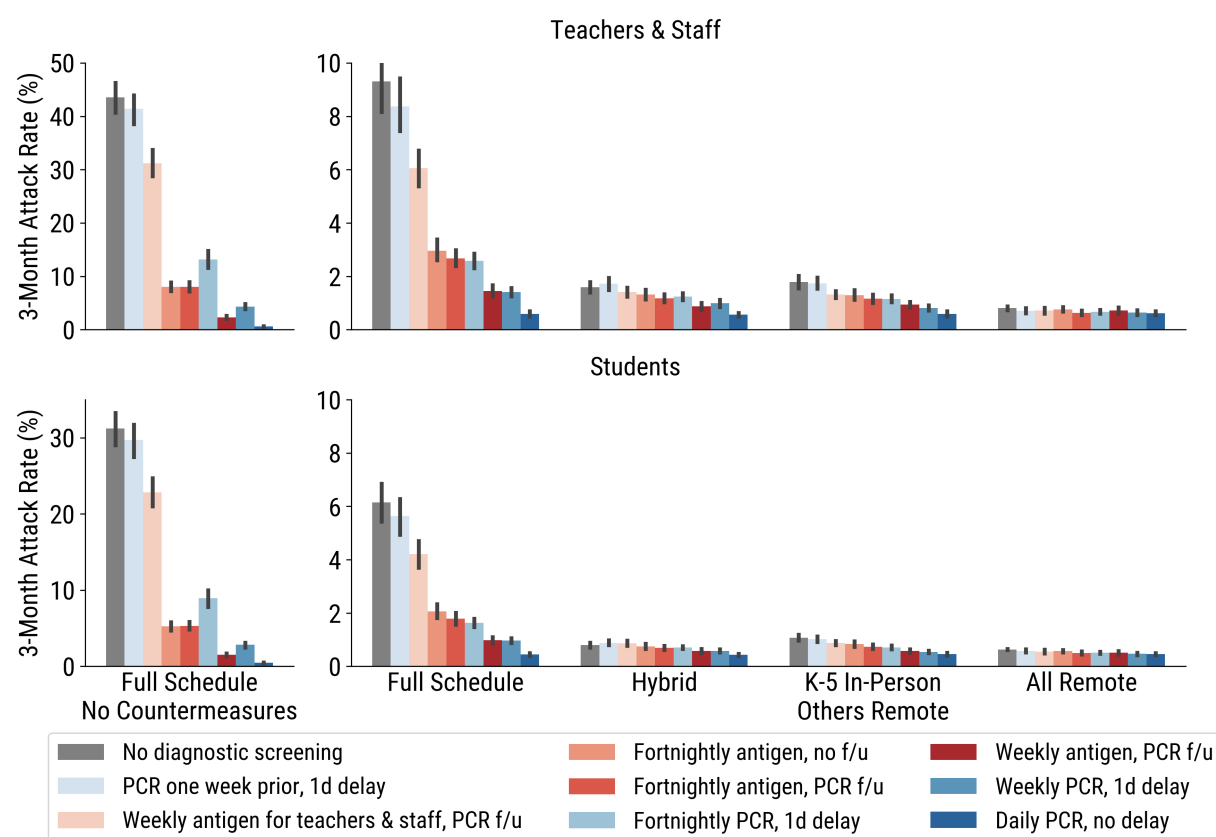 Teachers & Staff
3-Month Attack Rate (%)
50
40
30
20
10
0
10
8
6
4
2
0
Students
3-Month Attack Rate (%)
30
20
10
0
10
8
6
4
2
0
Full Schedule
No Countermeasures
Full Schedule
Hybrid
K-5 In-Person
Others Remote
All Remote
No diagnostic screening
PCR one week prior, 1d delay
Weekly antigen for teachers & staff, PCR f/u
Fortnightly antigen, no f/u
Fortnightly antigen, PCR f/u
Fortnightly PCR, 1d delay
Weekly antigen, PCR f/u
Weekly PCR, 1d delay
Daily PCR, no delay